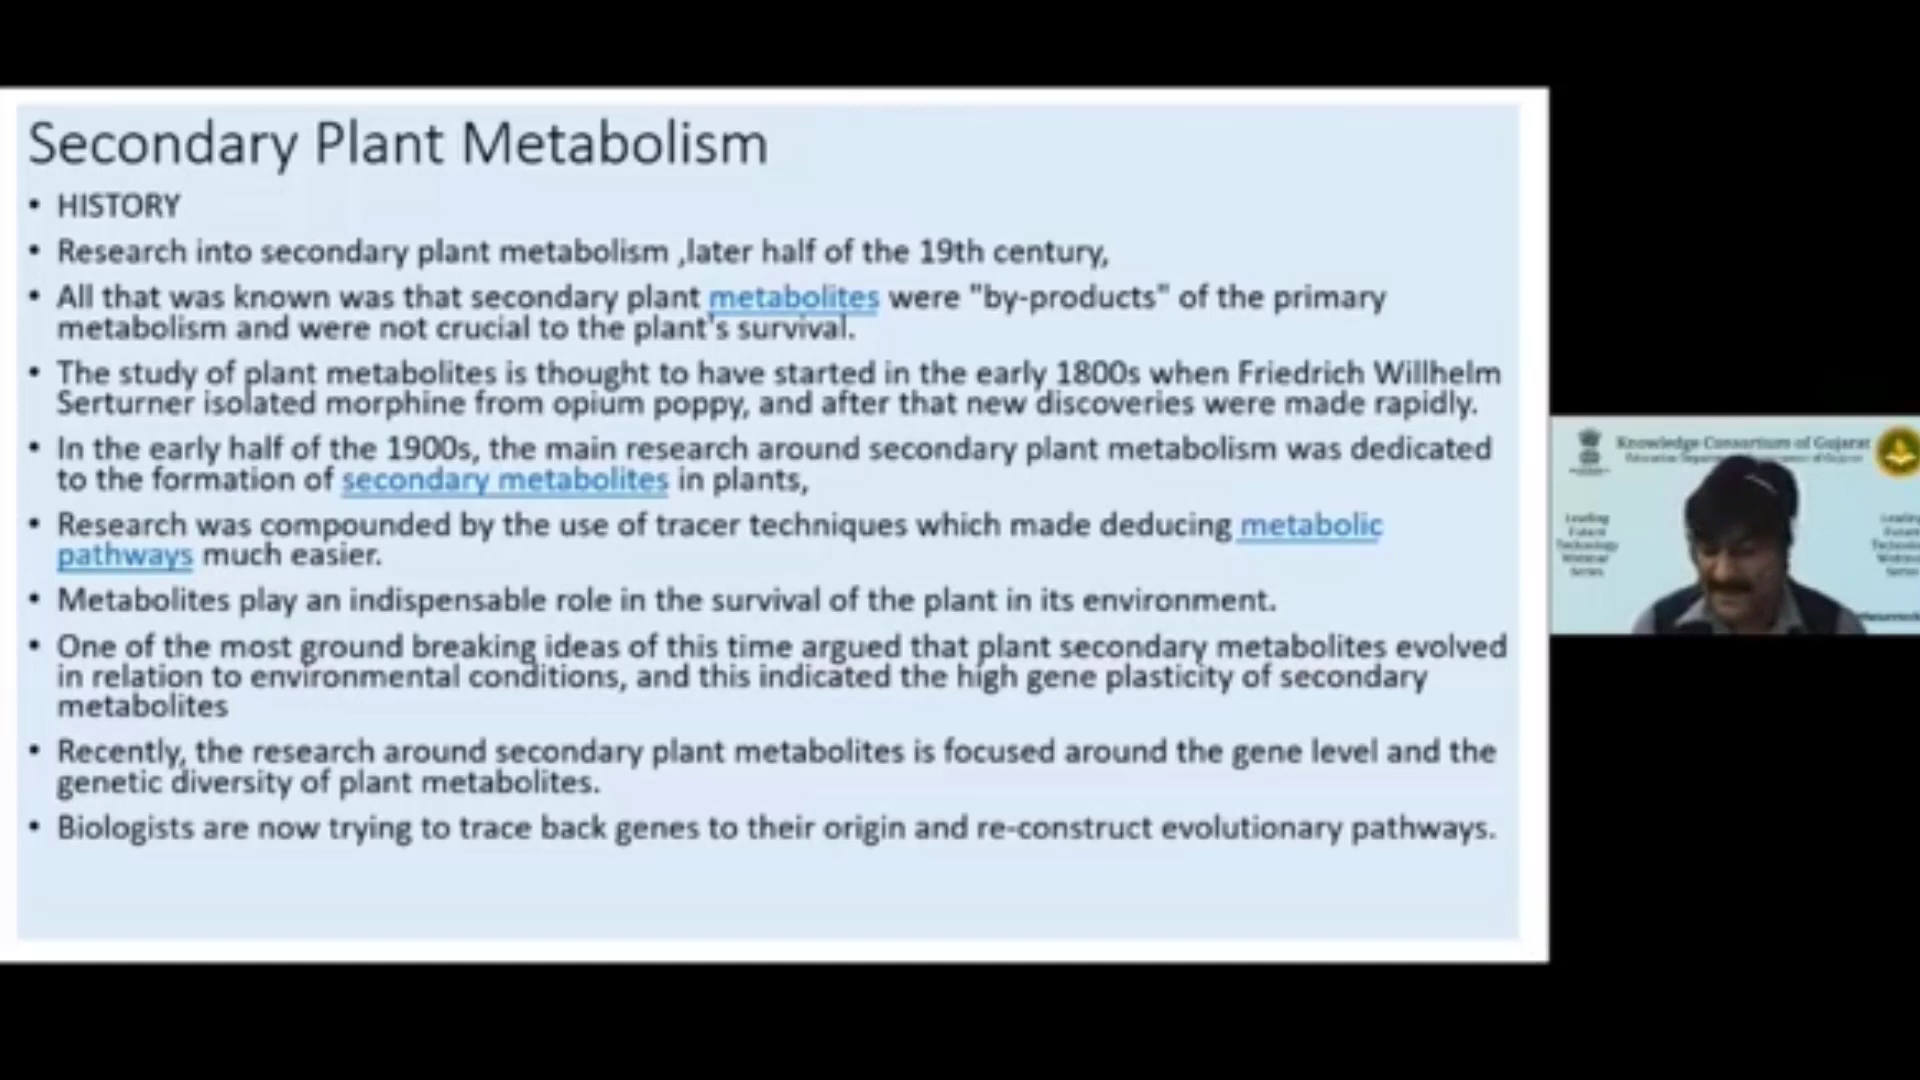 Secondary Plant Metabolism
• HISTORY
• Research into secondary plant metabolism ,later half of the 19th century,
• All that was known was that secondary plant metabolites were "by-products" of the primary
metabolism and were not crucial to the plant's survival.
• The study of plant metabolites is thought to have started in the early 1800s when Friedrich Willhelm
Serturner isolated morphine from opium poppy, and after that new discoveries were made rapidly.
• In the early half of the 1900s, the main research around secondary plant metabolism was dedicated
to the formation of secondary metabolites in plants,
• Research was compounded by the use of tracer techniques which made deducing metabolic
pathways much easier.
• Metabolites play an indispensable role in the survival of the plant in its environment.
• One of the most ground breaking ideas of this time argued that plant secondary metabolites evolved
in relation to environmental conditions, and this indicated the high gene plasticity of secondary
metabolites
• Recently, the research around secondary plant metabolites is focused around the gene level and the
genetic diversity of plant metabolites.
• Biologists are now trying to trace back genes to their origin and re-construct evolutionary pathways.
Knowledge Consortium of Gujarat
Leading
Future
Technology
Webinar
Series